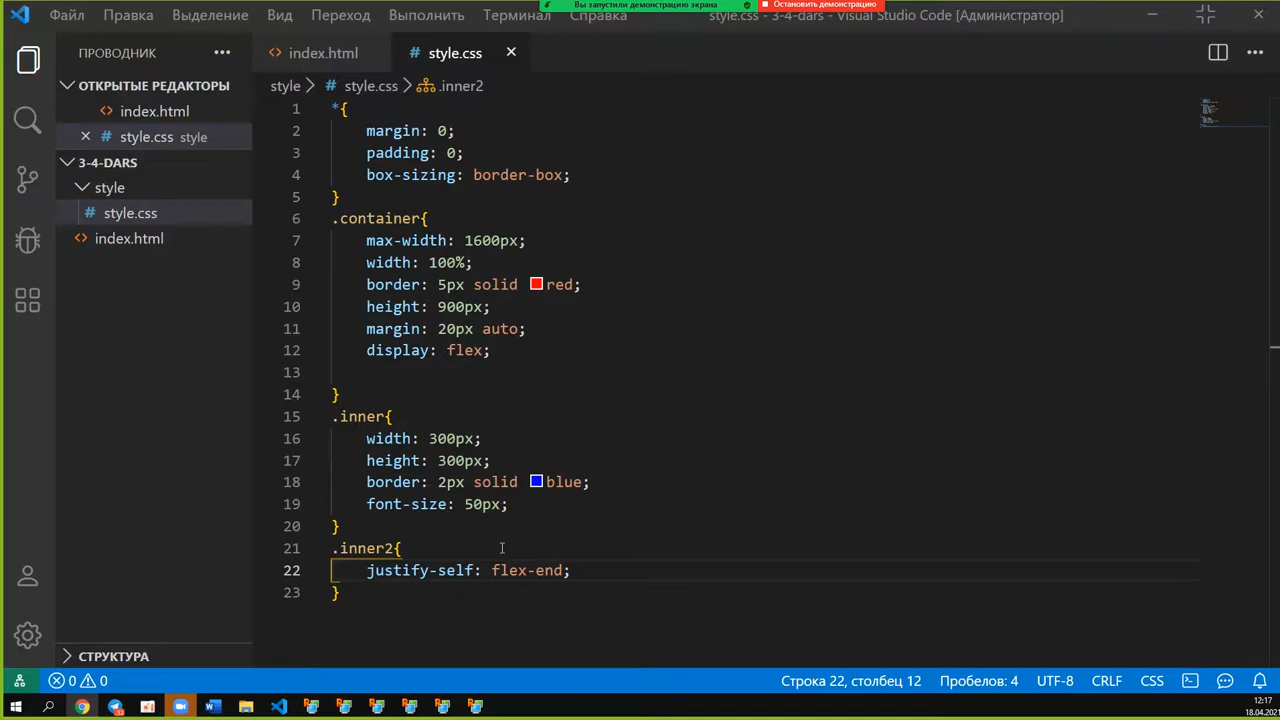 Вы запустили демонстрацию экрана
Остановить демонстрацию
Файл Правка Выделение Вид Переход Выполнить Терминал Справка
style.css - 3-4-dars - Visual Studio Code [Администратор]
ПРОВОДНИК
index.html
style.css
ОТКРЫТЫЕ РЕДАКТОРЫ
index.html
style.css style
3-4-DARS
style
style.css
index.html
СТРУКТУРА
style > style.css > .inner2
1 *{
2 margin: 0;
3 padding: 0;
4 box-sizing: border-box;
5 }
6 .container{
7 max-width: 1600px;
8 width: 100%;
9 border: 5px solid red;
10 height: 900px;
11 margin: 20px auto;
12 display: flex;
13
14 }
15 .inner{
16 width: 300px;
17 height: 300px;
18 border: 2px solid blue;
19 font-size: 50px;
20 }
21 .inner2{
22 justify-self: flex-end;
23 }
0 0
Строка 22, столбец 12 Пробелов: 4 UTF-8 CRLF CSS
12:17